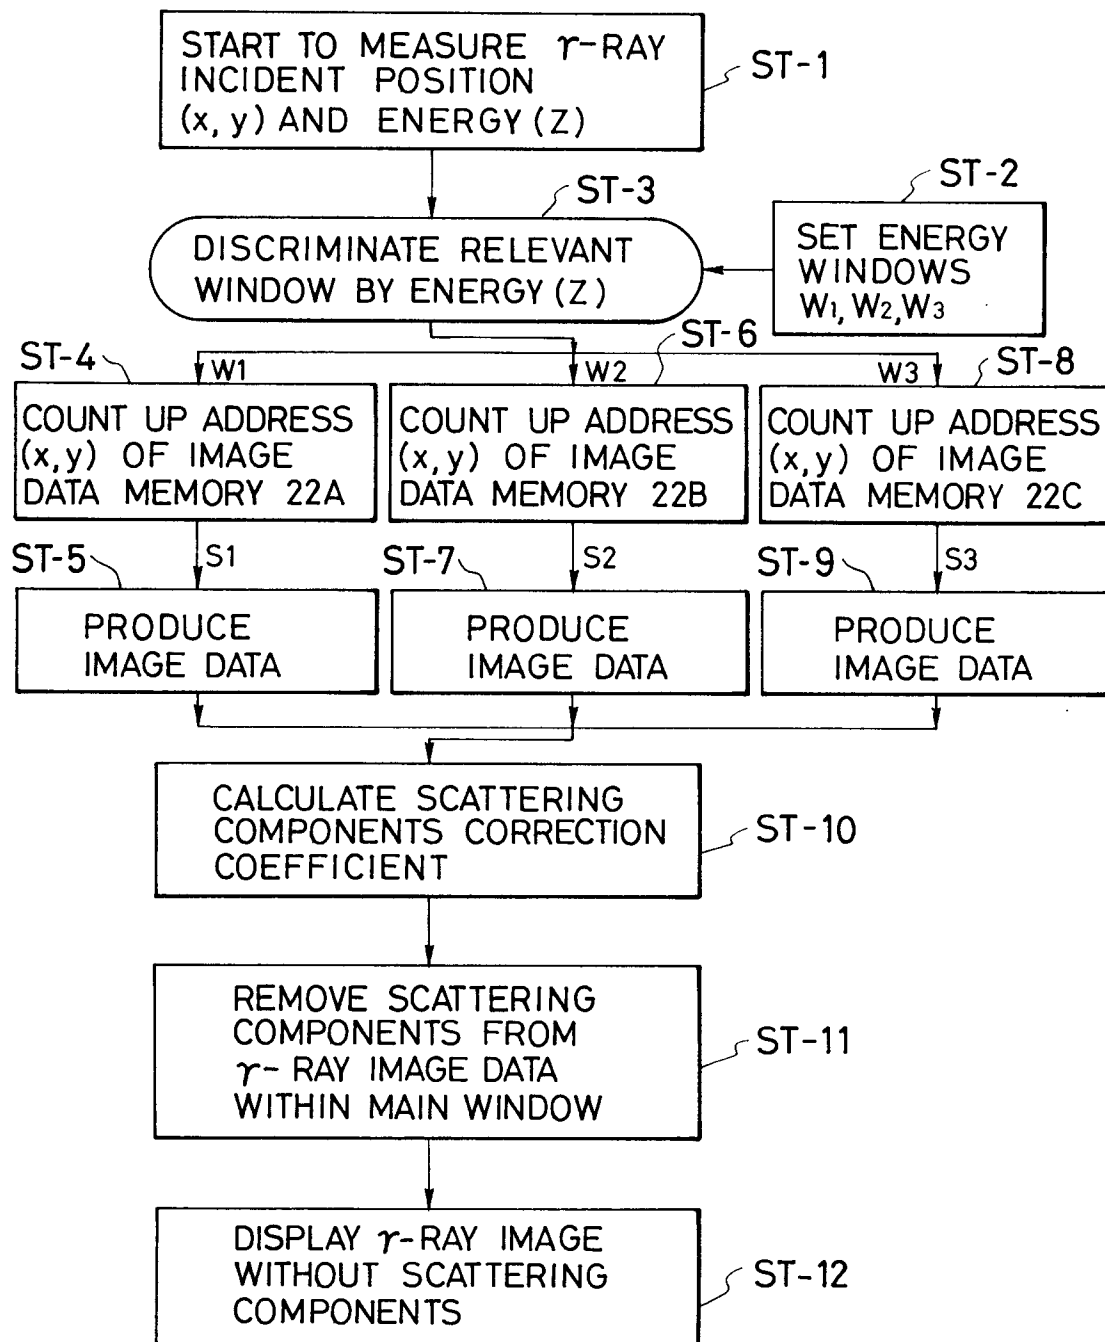 START TO MEASURE γ-RAY
INCIDENT POSITION
(x, y) AND ENERGY (Z)
ST-1
ST-2
SET ENERGY
WINDOWS
W1, W2, W3
ST-3
DISCRIMINATE RELEVANT
WINDOW BY ENERGY (Z)
ST-4
W1
COUNT UP ADDRESS
(x, y) OF IMAGE
DATA MEMORY 22A
ST-6
W2
COUNT UP ADDRESS
(x, y) OF IMAGE
DATA MEMORY 22B
ST-8
W3
COUNT UP ADDRESS
(x, y) OF IMAGE
DATA MEMORY 22C
ST-5
S1
PRODUCE
IMAGE DATA
ST-7
S2
PRODUCE
IMAGE DATA
ST-9
S3
PRODUCE
IMAGE DATA
CALCULATE SCATTERING
COMPONENTS CORRECTION
COEFFICIENT
ST-10
REMOVE SCATTERING
COMPONENTS FROM
γ- RAY IMAGE DATA
WITHIN MAIN WINDOW
ST-11
DISPLAY γ-RAY IMAGE
WITHOUT SCATTERING
COMPONENTS
ST-12